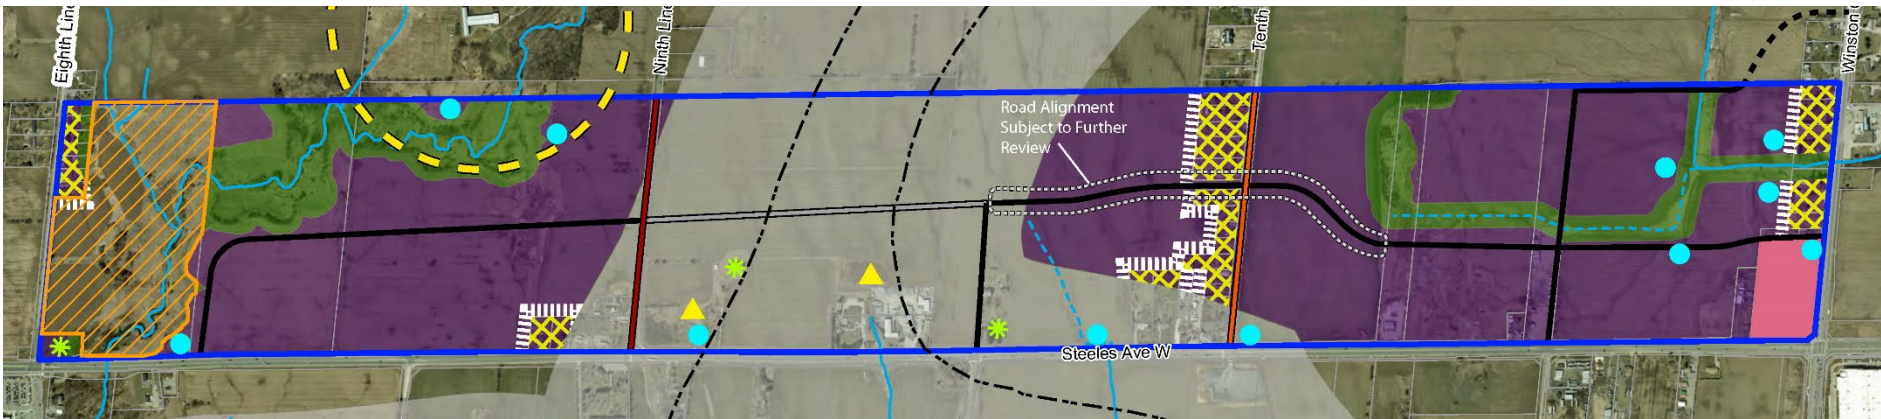 Eighth Line
Ninth Line
Tenth
Winston
Road Alignment
Subject to Further
Review
Steeles Ave W